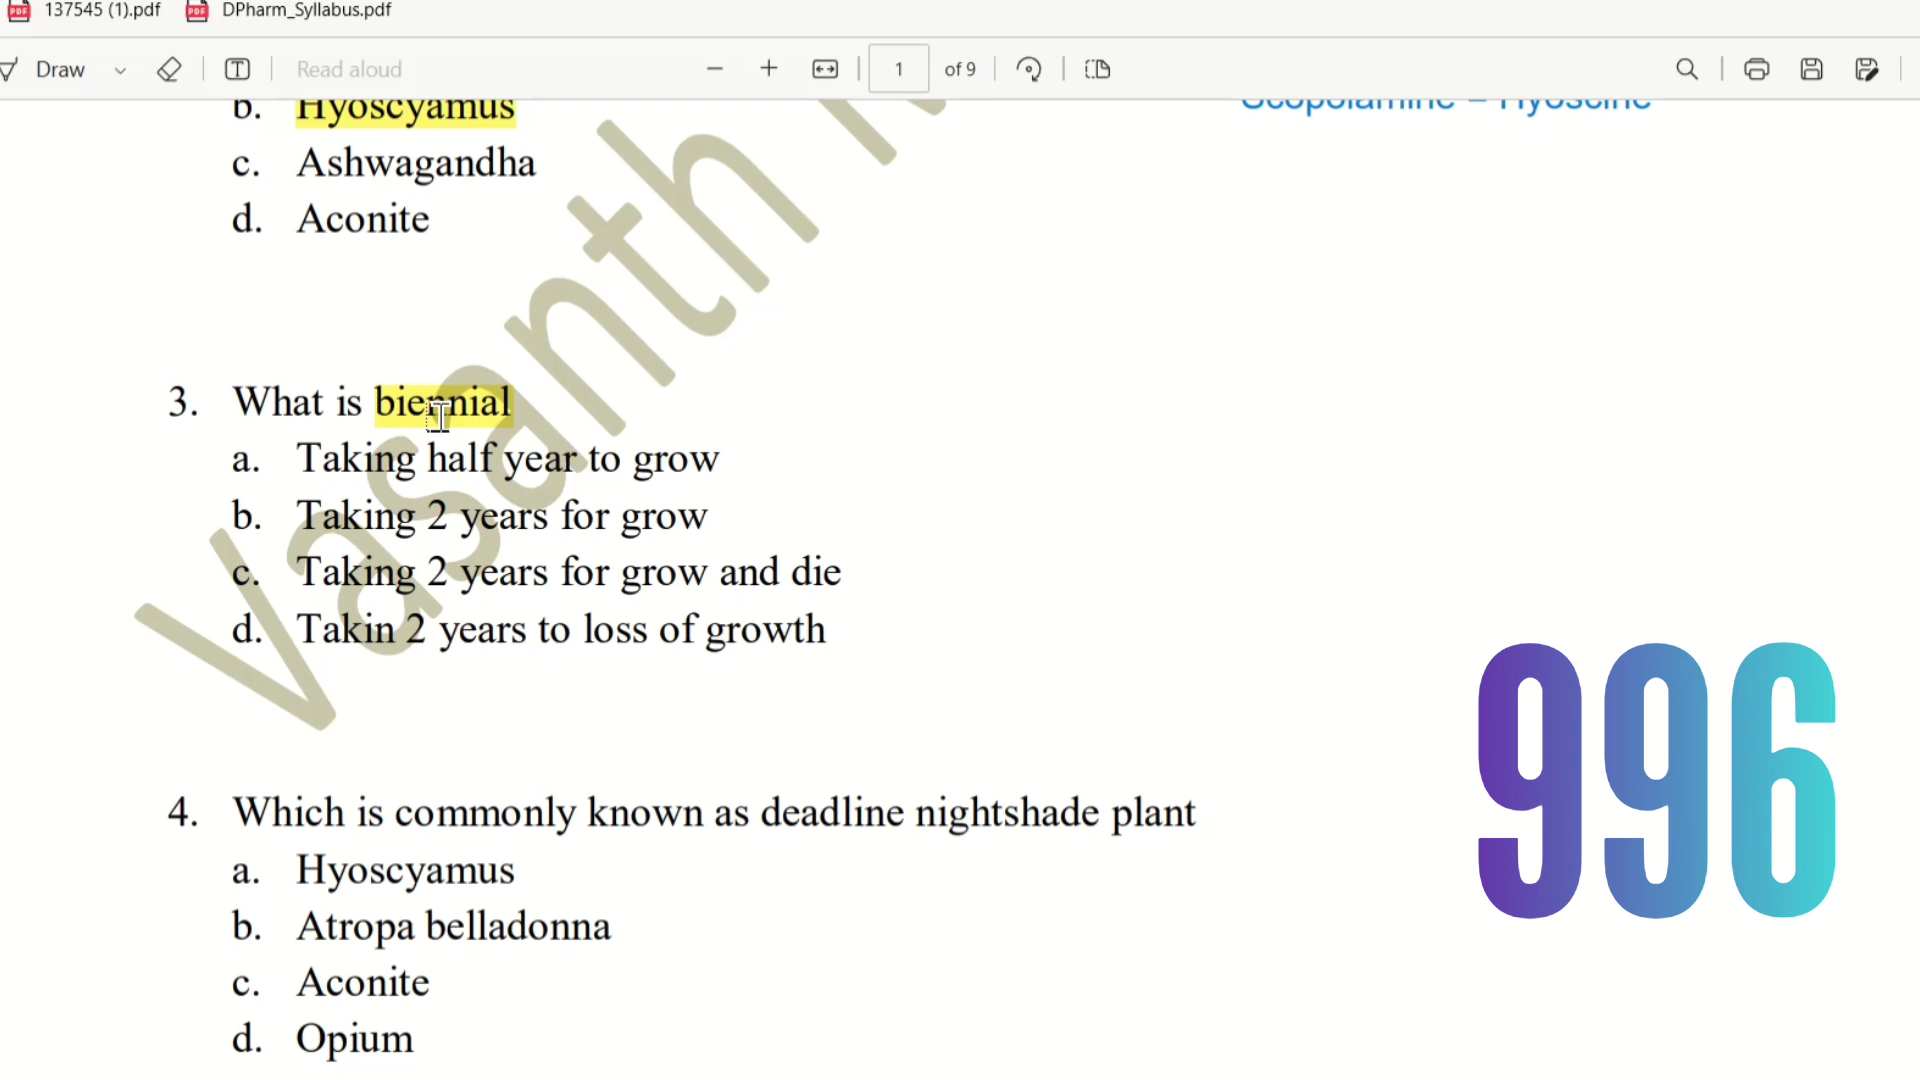 137545 (1).pdf DPharm_Syllabus.pdf
Draw Read aloud 1 of 9
b. Hyoscyamus Scopolamine – Hyoscine
c. Ashwagandha
d. Aconite
3. What is biennial
a. Taking half year to grow
b. Taking 2 years for grow
c. Taking 2 years for grow and die
d. Takin 2 years to loss of growth
4. Which is commonly known as deadline nightshade plant
a. Hyoscyamus
b. Atropa belladonna
c. Aconite
d. Opium
Vasanth
996